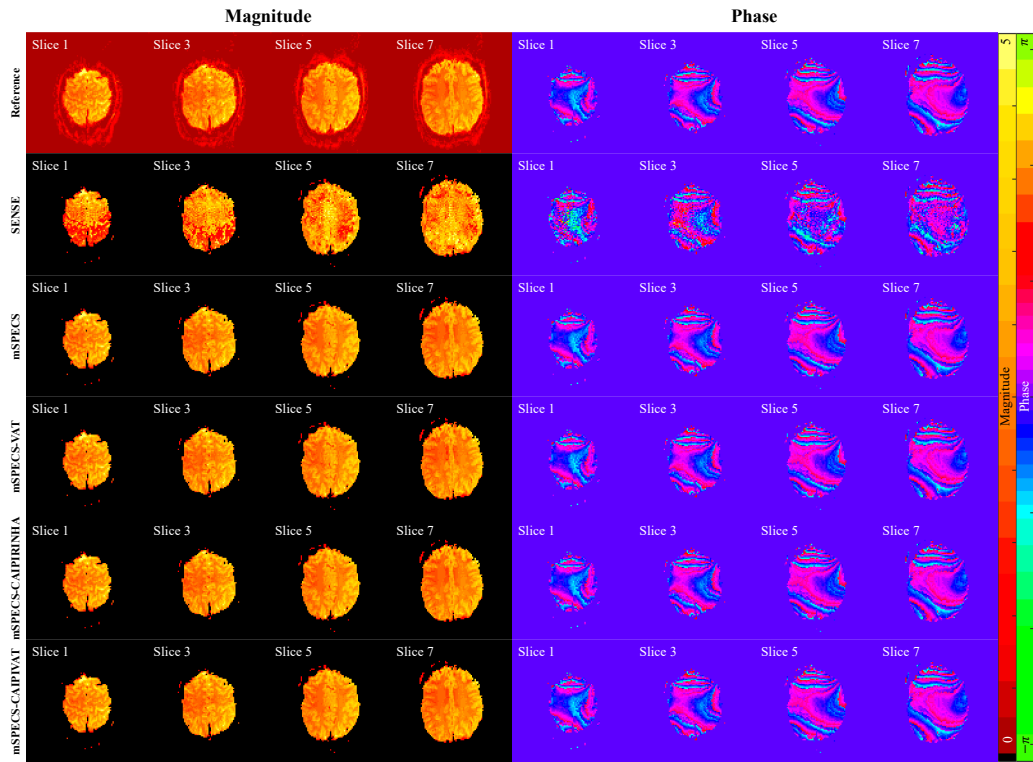 Magnitude Phase
Reference Slice 1 Slice 3 Slice 5 Slice 7 Slice 1 Slice 3 Slice 5 Slice 7
SENSE Slice 1 Slice 3 Slice 5 Slice 7 Slice 1 Slice 3 Slice 5 Slice 7
mSPECS Slice 1 Slice 3 Slice 5 Slice 7 Slice 1 Slice 3 Slice 5 Slice 7
mSPECS-VAT Slice 1 Slice 3 Slice 5 Slice 7 Slice 1 Slice 3 Slice 5 Slice 7
mSPECS-CAIPIRINHA Slice 1 Slice 3 Slice 5 Slice 7 Slice 1 Slice 3 Slice 5 Slice 7
mSPECS-CAIPIVAT Slice 1 Slice 3 Slice 5 Slice 7 Slice 1 Slice 3 Slice 5 Slice 7
0 Magnitude 5
-π Phase π